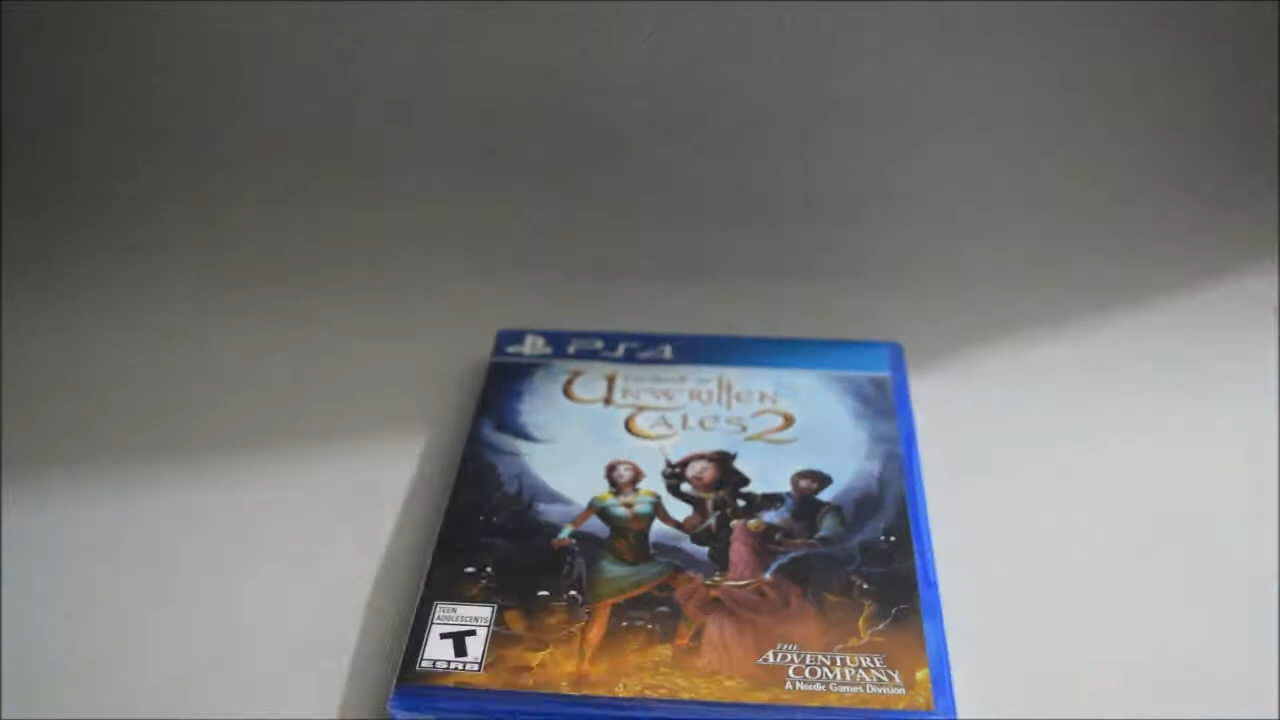 PS4
Unwritten
Tales 2
TEEN
ADOLESCENTS
T
ESRB
THE
ADVENTURE
COMPANY
A Nordic Games Division